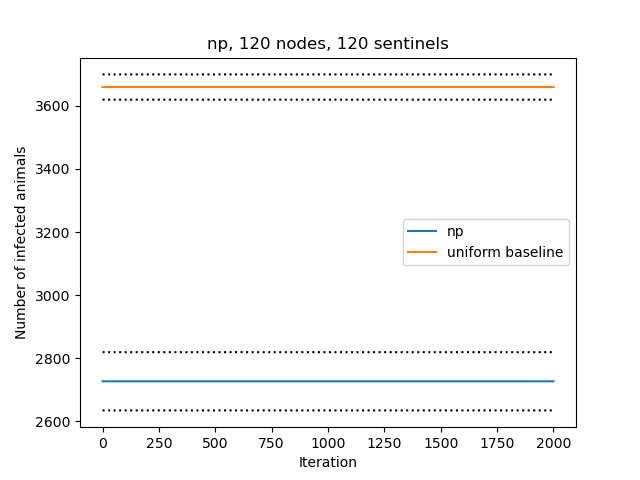 np, 120 nodes, 120 sentinels
Number of infected animals
3600
3400
3200
3000
2800
2600
np
uniform baseline
0 250 500 750 1000 1250 1500 1750 2000
Iteration